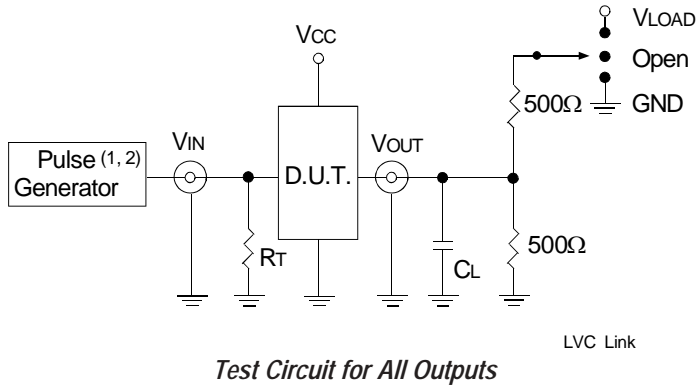 VLOAD
VCC
Open
500Ω
GND
VIN
VOUT
Pulse (1, 2)
Generator
D.U.T.
RT
CL
500Ω
LVC Link
Test Circuit for All Outputs